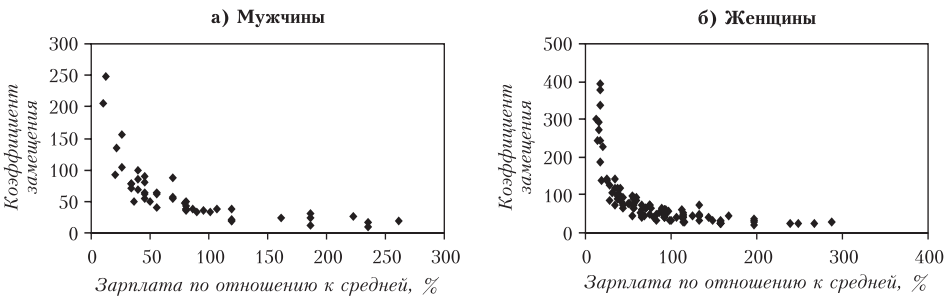 а) Мужчины
300
250
200
150
100
50
0
0 50 100 150 200 250 300
Коэффициент
замещения
Зарплата по отношению к средней, %
б) Женщины
500
400
300
200
100
0
0 100 200 300 400
Коэффициент
замещения
Зарплата по отношению к средней, %